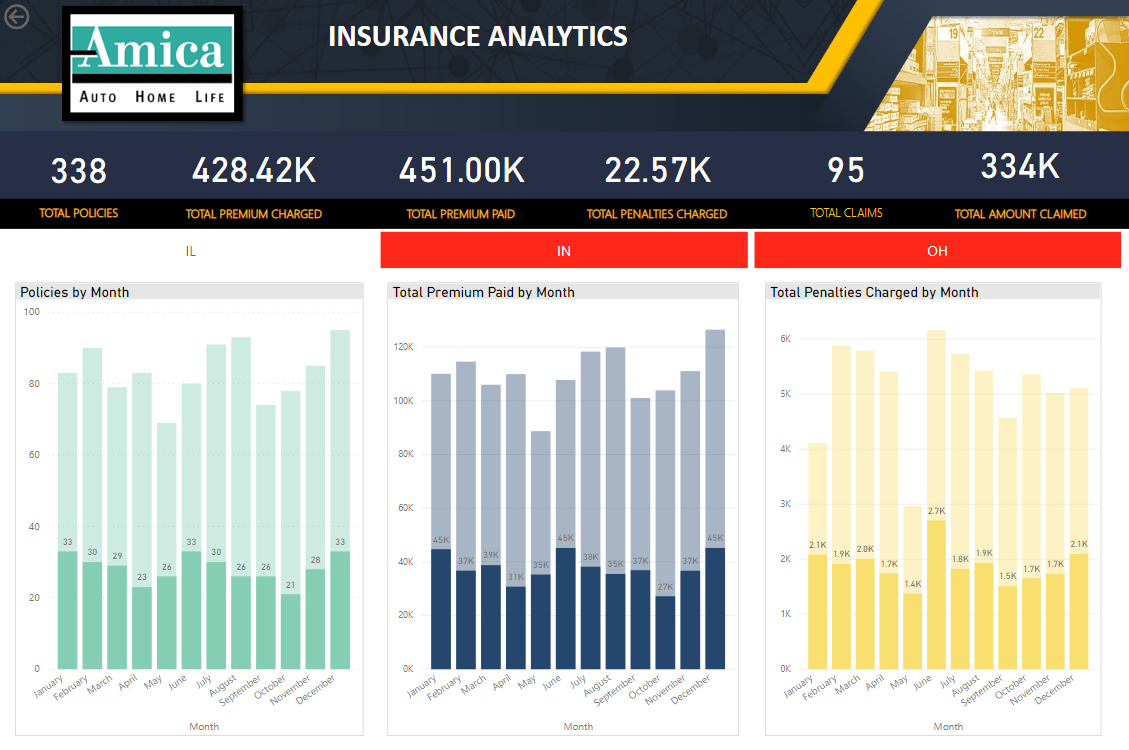 INSURANCE ANALYTICS
Amica
AUTO HOME LIFE
19
22
338
428.42K
451.00K
22.57K
95
334K
TOTAL POLICIES
TOTAL PREMIUM CHARGED
TOTAL PREMIUM PAID
TOTAL PENALTIES CHARGED
TOTAL CLAIMS
TOTAL AMOUNT CLAIMED
IL
IN
OH
Policies by Month
100
80
60
40
20
0
33
30
29
23
26
33
30
26
26
21
28
33
January
February
March
April
May
June
July
August
September
October
November
December
Month
Total Premium Paid by Month
120K
100K
80K
60K
40K
20K
0K
45K
37K
39K
31K
35K
45K
38K
35K
37K
27K
37K
45K
January
February
March
April
May
June
July
August
September
October
November
December
Month
Total Penalties Charged by Month
6K
5K
4K
3K
2K
1K
0K
2.1K
1.9K
2.0K
1.7K
1.4K
2.7K
1.8K
1.9K
1.5K
1.7K
1.7K
2.1K
January
February
March
April
May
June
July
August
September
October
November
December
Month